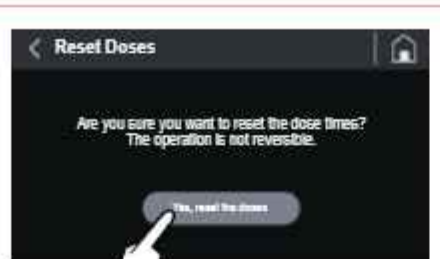 Reset Doses
Are you sure you want to reset the dose times?
The operation is not reversible.
Yes, reset the doses